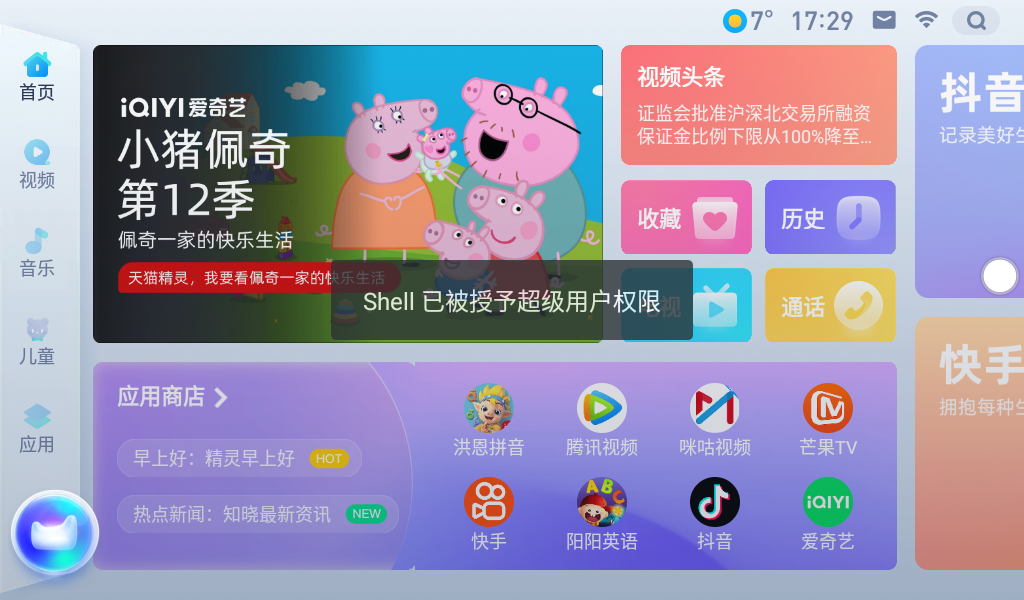 7°
17:29
首页
视频
音乐
儿童
应用
iQIYI 爱奇艺
小猪佩奇
第12季
佩奇一家的快乐生活
天猫精灵，我要看佩奇一家的快乐生活
视频头条
证监会批准沪深北交易所融资
保证金比例下限从100%降至...
收藏
历史
视
通话
抖音
记录美好生
快手
拥抱每种生
Shell 已被授予超级用户权限
应用商店
早上好：精灵早上好 HOT
热点新闻：知晓最新资讯 NEW
洪恩拼音
腾讯视频
咪咕视频
芒果TV
ABC
iQIYI
快手
阳阳英语
抖音
爱奇艺